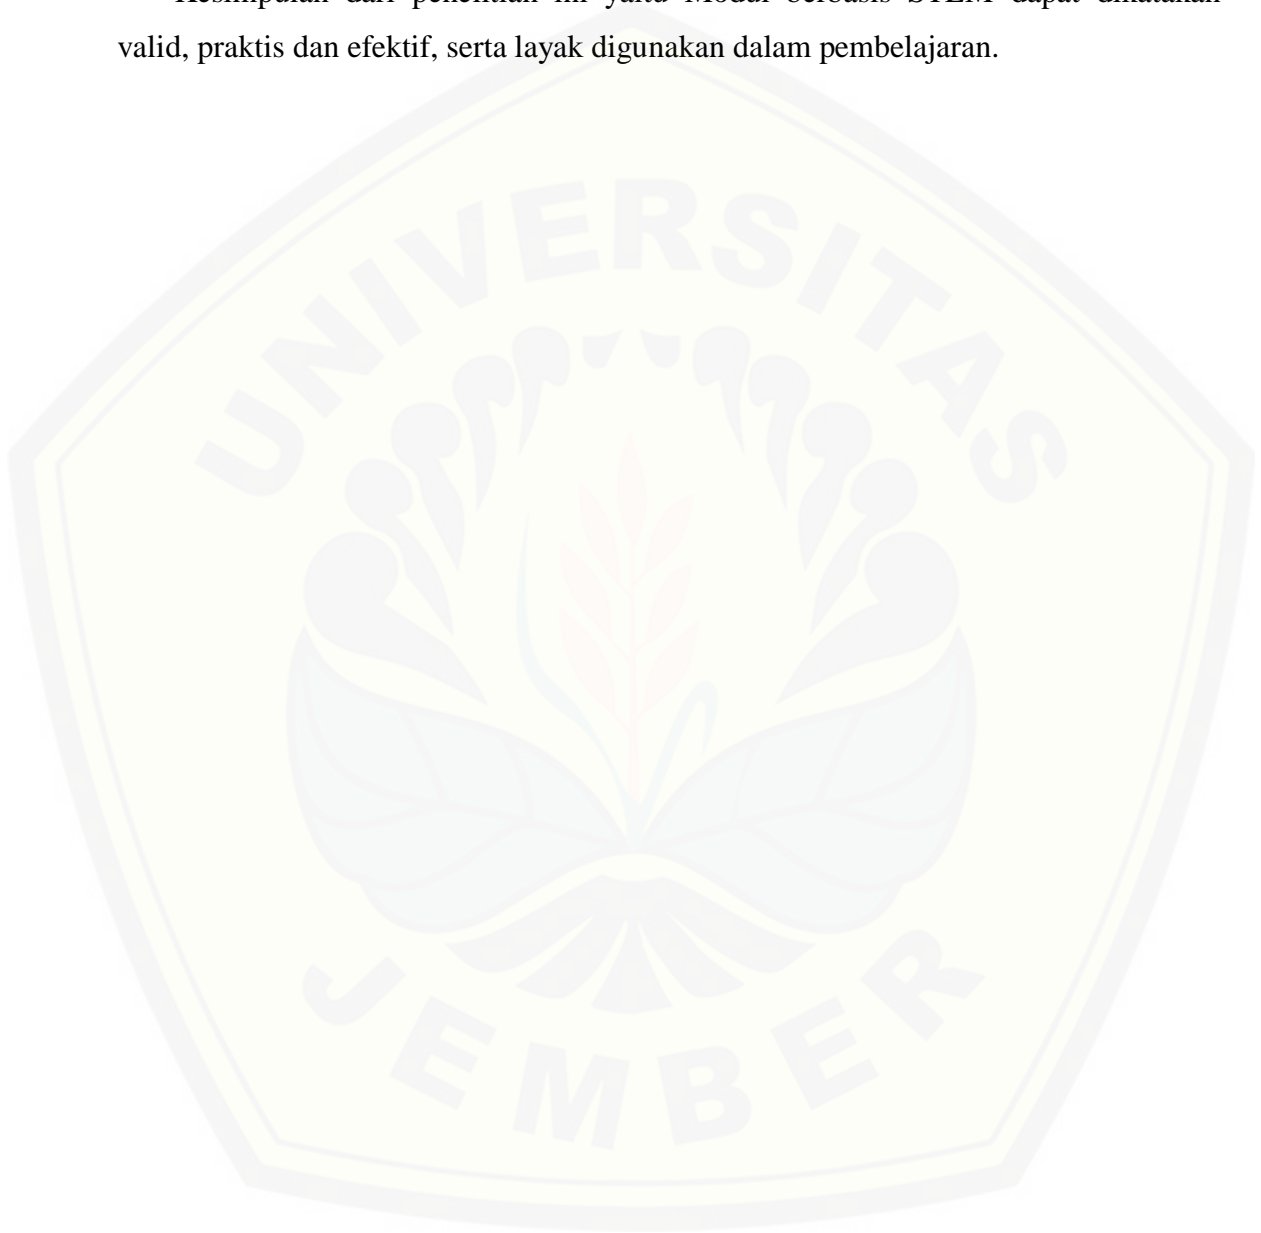 Kesimpulan dari penelitian ini yaitu Modul berbasis STEM dapat dikatakan
valid, praktis dan efektif, serta layak digunakan dalam pembelajaran.
UNIVERSITAS
JEMBER